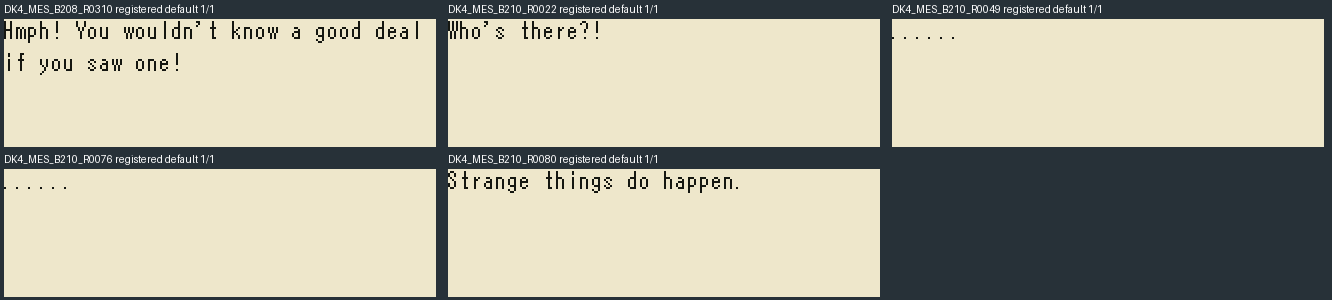 DK4_MES_B208_R0310 registered default 1/1
Hmph! You wouldn't know a good deal
if you saw one!
DK4_MES_B210_R0022 registered default 1/1
Who's there?!
DK4_MES_B210_R0049 registered default 1/1
......
DK4_MES_B210_R0076 registered default 1/1
......
DK4_MES_B210_R0080 registered default 1/1
Strange things do happen.